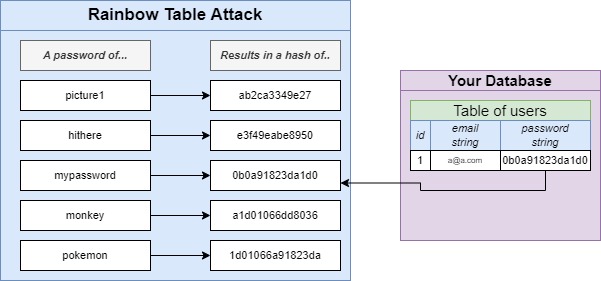 Rainbow Table Attack
A password of...
Results in a hash of..
picture1
ab2ca3349e27
hithere
e3f49eabe8950
mypassword
0b0a91823da1d0
monkey
a1d01066dd8036
pokemon
1d01066a91823da
Your Database
Table of users
id
email
string
password
string
1
a@a.com
0b0a91823da1d0